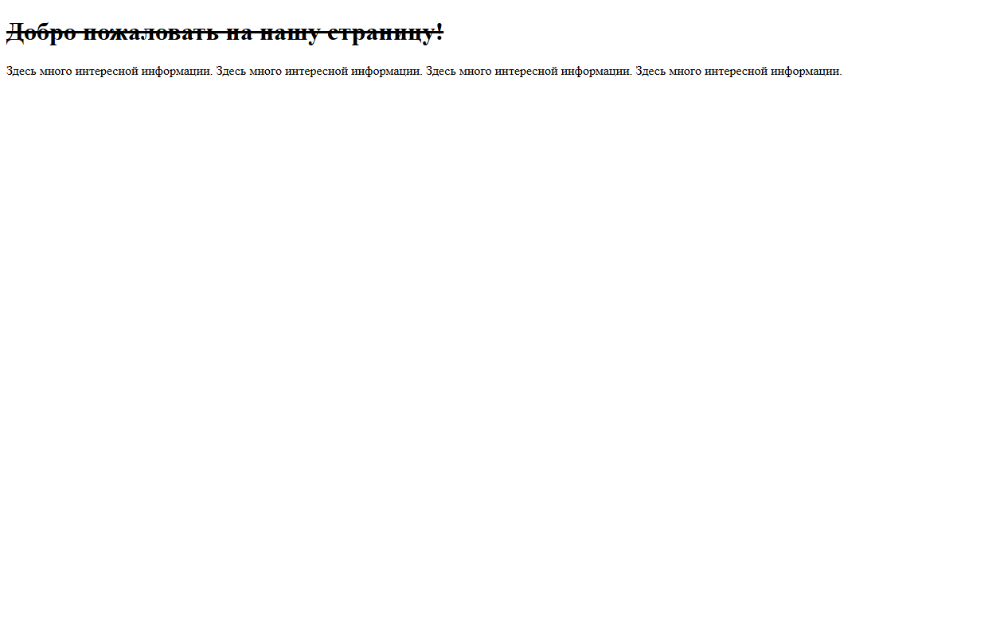 Добро пожаловать на нашу страницу!
Здесь много интересной информации. Здесь много интересной информации. Здесь много интересной информации. Здесь много интересной информации.